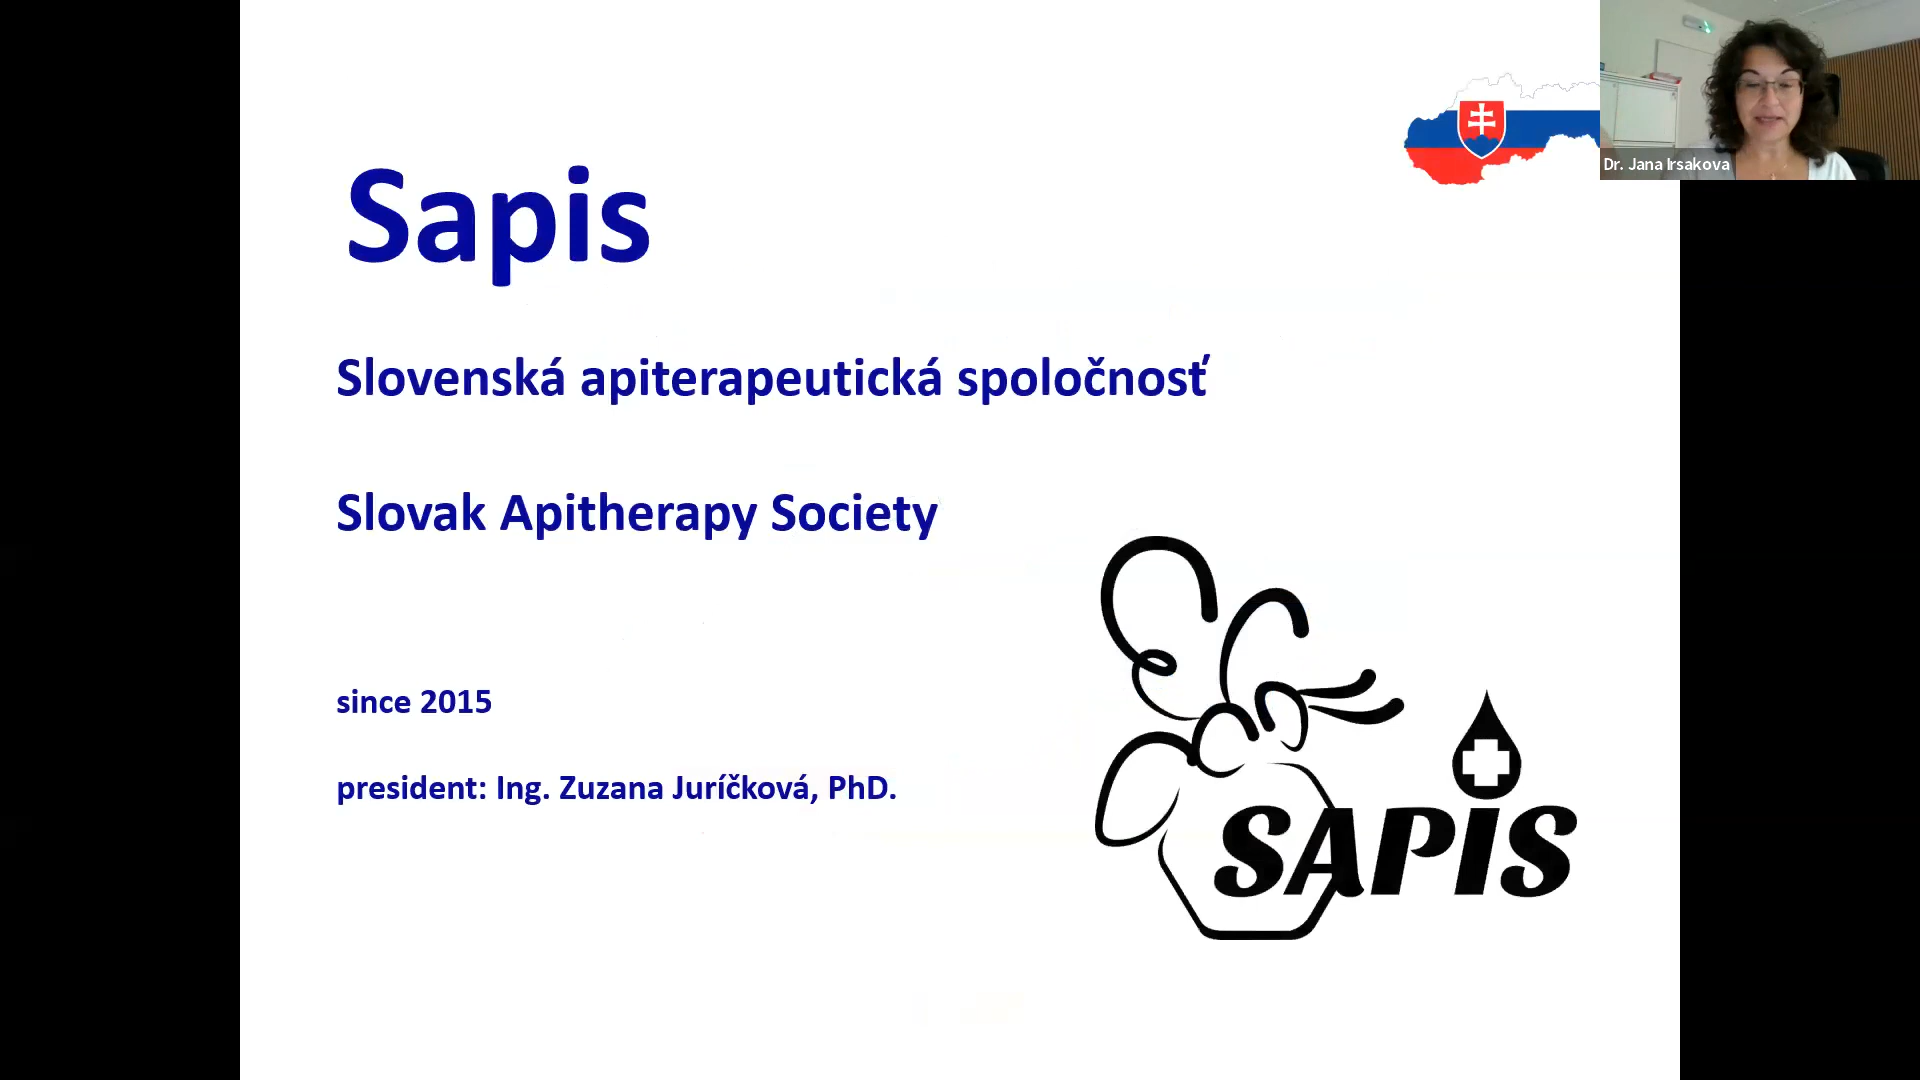 Dr. Jana Irsakova
Sapis
Slovenská apiterapeutická spoločnosť
Slovak Apitherapy Society
since 2015
president: Ing. Zuzana Juríčková, PhD.
SAPIS